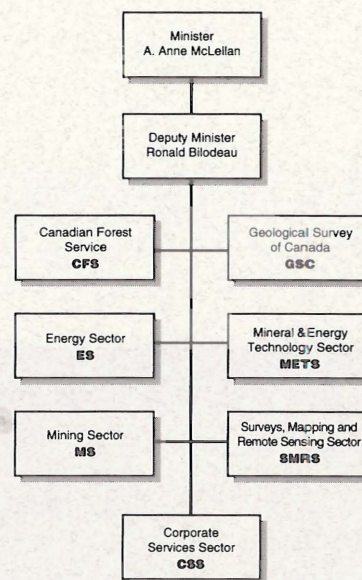 Minister
A. Anne McLellan
Deputy Minister
Ronald Bilodeau
Canadian Forest
Service
CFS
Geological Survey
of Canada
GSC
Energy Sector
ES
Mineral & Energy
Technology Sector
METS
Mining Sector
MS
Surveys, Mapping and
Remote Sensing Sector
SMRS
Corporate
Services Sector
CSS